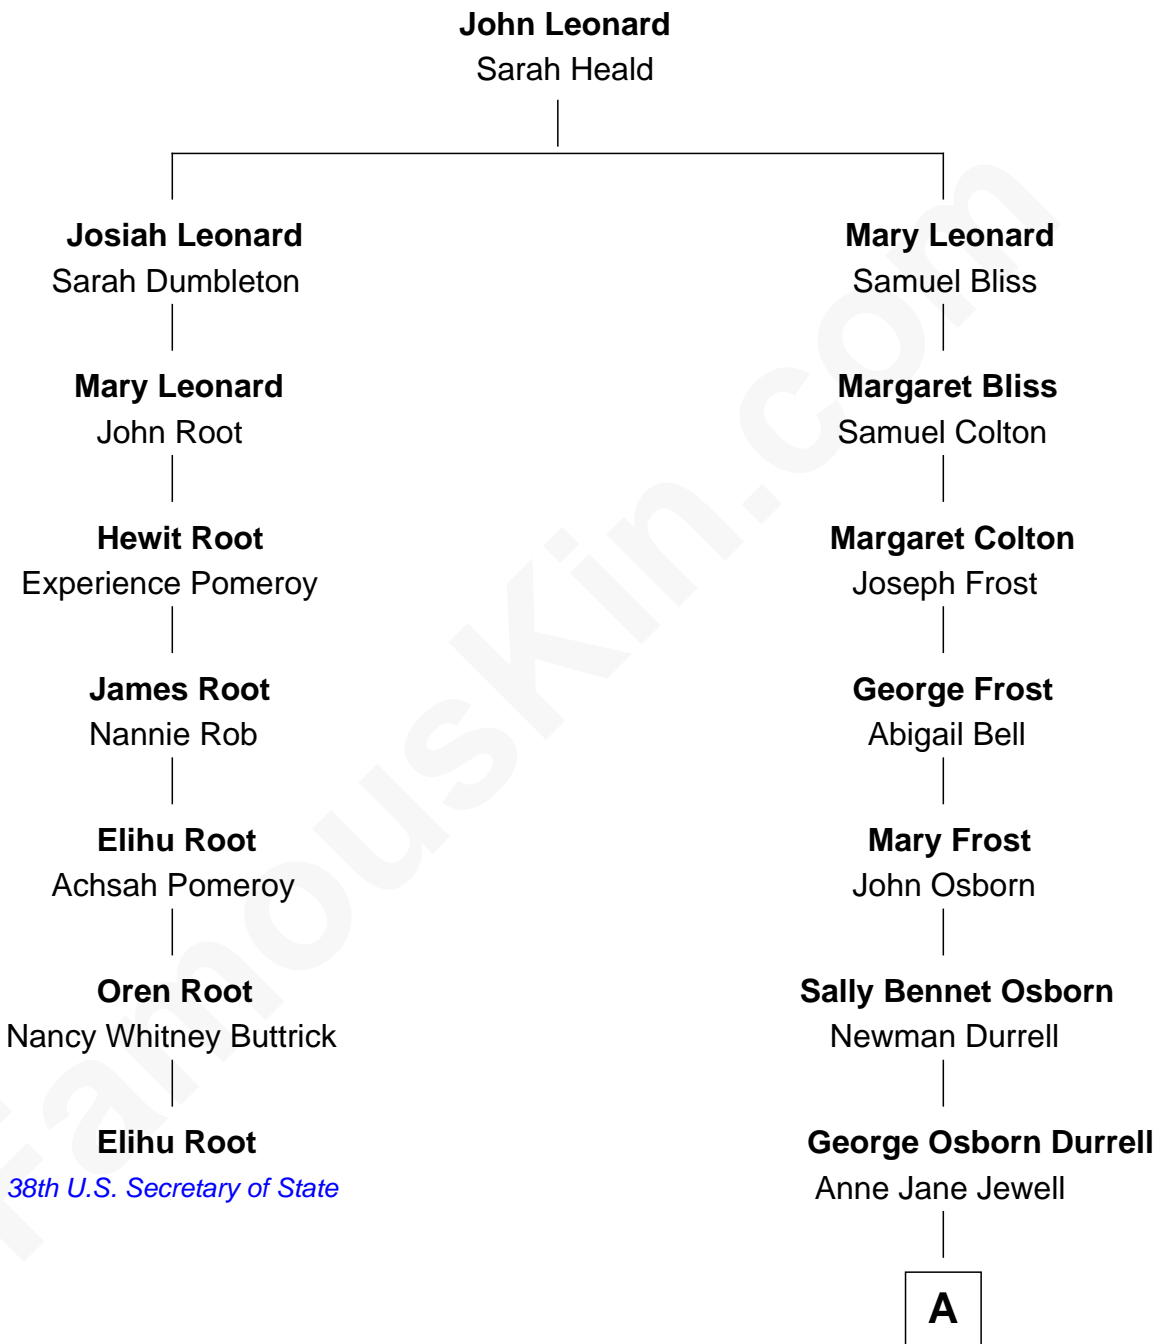 John Leonard
Sarah Heald
Josiah Leonard
Sarah Dumbleton
Mary Leonard
Samuel Bliss
Mary Leonard
John Root
Margaret Bliss
Samuel Colton
Hewit Root
Experience Pomeroy
Margaret Colton
Joseph Frost
James Root
Nannie Rob
George Frost
Abigail Bell
Elihu Root
Achsah Pomeroy
Mary Frost
John Osborn
Oren Root
Nancy Whitney Buttrick
Sally Bennet Osborn
Newman Durrell
Elihu Root
38th U.S. Secretary of State
George Osborn Durrell
Anne Jane Jewell
A
FamousKin.com